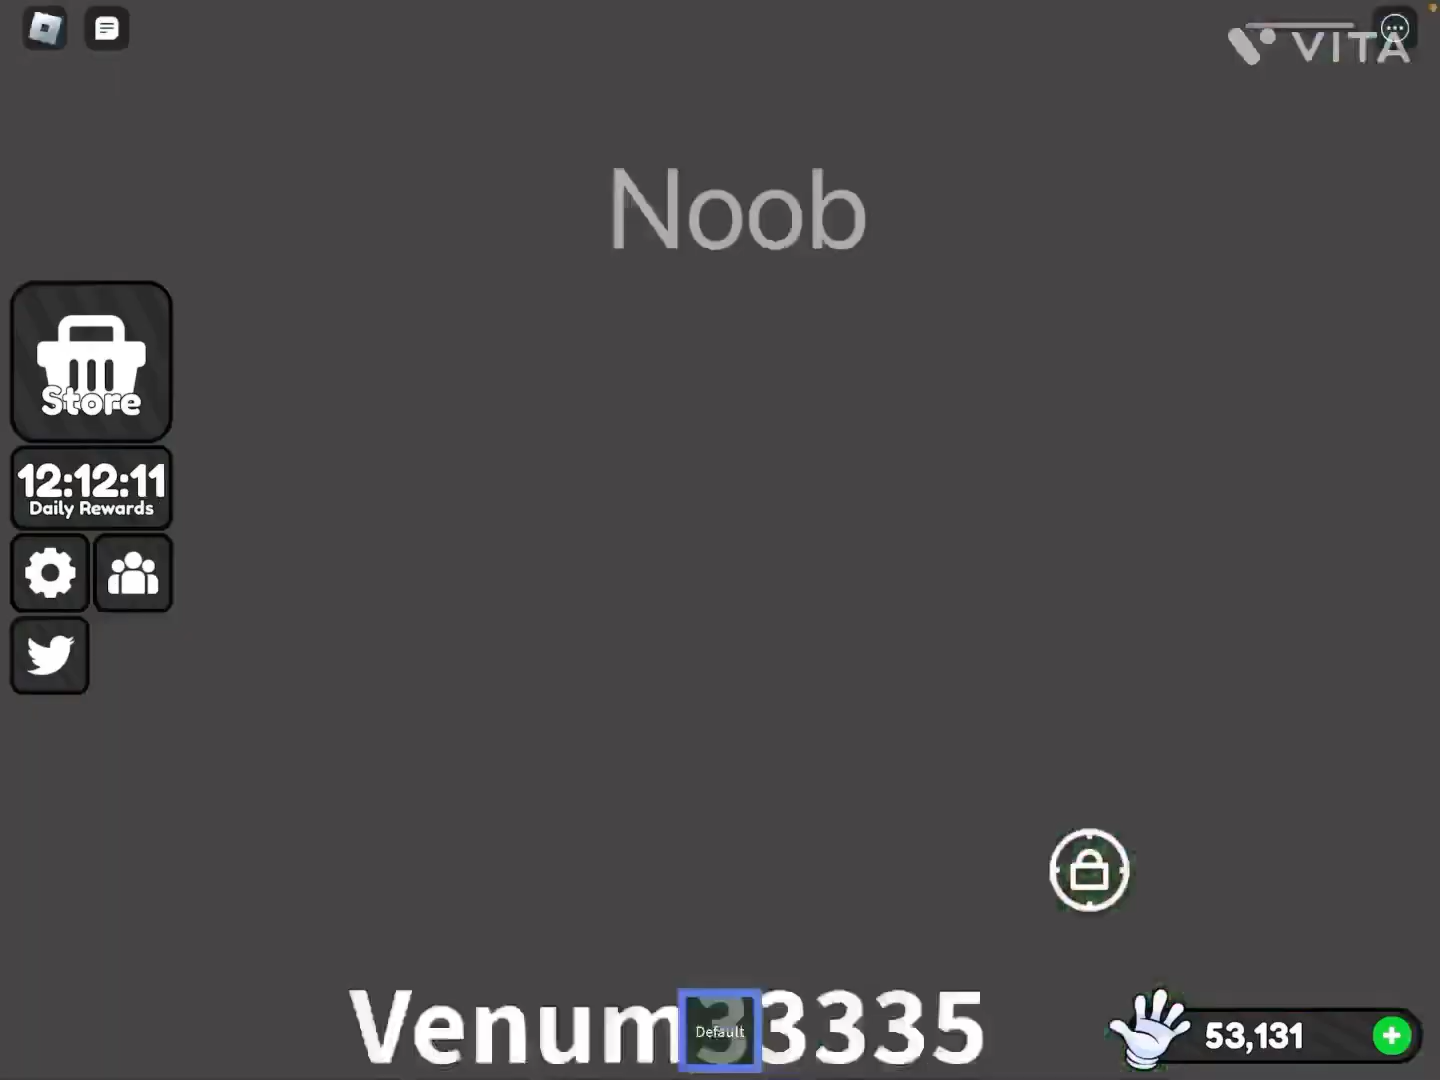 VITA
Noob
Store
12:12:11
Daily Rewards
Venum33335
Default
53,131